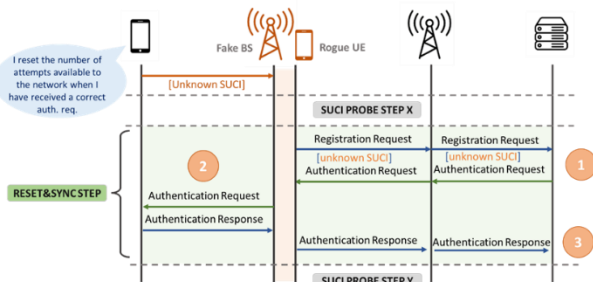 Fake BS
Rogue UE
I reset the number of
attempts available to
the network when I
have received a correct
auth. req.
[Unknown SUCI]
SUCI PROBE STEP X
Registration Request
Registration Request
[unknown SUCI]
[unknown SUCI]
1
2
Authentication Request
Authentication Request
RESET&SYNC STEP
Authentication Request
Authentication Response
Authentication Response
Authentication Response
3
SUCI PROBE STEP Y